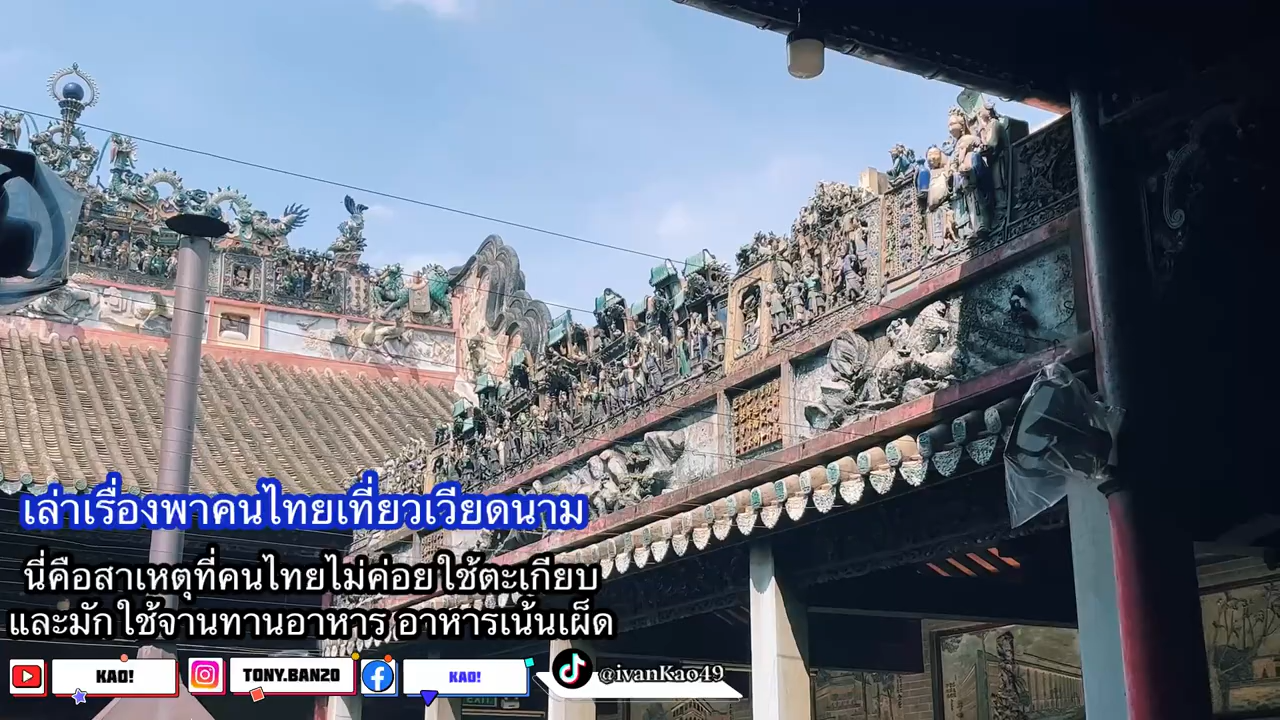 เล่าเรื่องพาคนไทยเที่ยวเวียดนาม
นี่คือสาเหตุที่คนไทยไม่ค่อยใช้ตะเกียบ
และมักใช้จานทานอาหาร อาหารเน้นเผ็ด
KAO!
TONY.BAN20
KAO!
@ivanKao49
EXIT